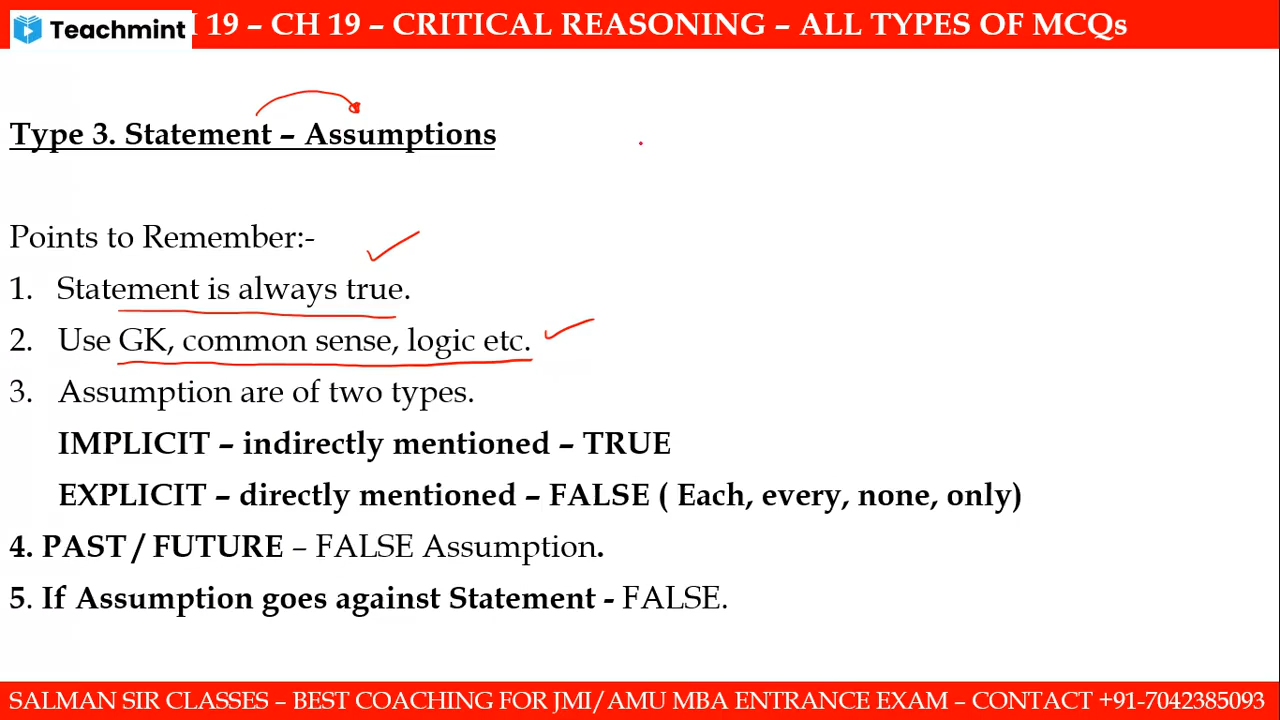 Teachmint
19 – CH 19 – CRITICAL REASONING – ALL TYPES OF MCQs
Type 3. Statement – Assumptions
Points to Remember:-
1. Statement is always true.
2. Use GK, common sense, logic etc.
3. Assumption are of two types.
IMPLICIT – indirectly mentioned – TRUE
EXPLICIT – directly mentioned – FALSE ( Each, every, none, only)
4. PAST / FUTURE – FALSE Assumption.
5. If Assumption goes against Statement - FALSE.
SALMAN SIR CLASSES – BEST COACHING FOR JMI/AMU MBA ENTRANCE EXAM – CONTACT +91-7042385093